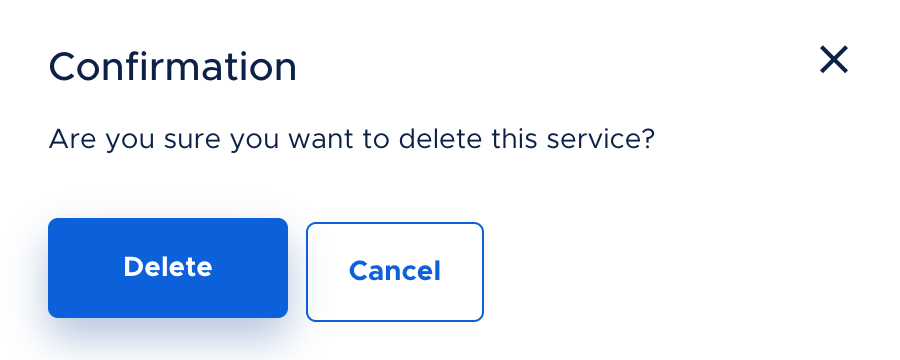 Confirmation
Are you sure you want to delete this service?
Delete
Cancel